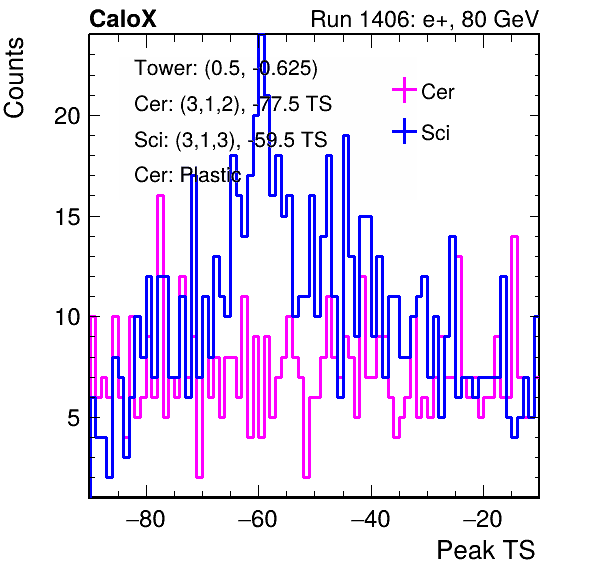 CaloX Run 1406: e+, 80 GeV
Counts
Tower: (0.5, -0.625)
Cer: (3,1,2), -77.5 TS
Sci: (3,1,3), -59.5 TS
Cer: Plastic
Cer
Sci
20
15
10
5
−80 −60 −40 −20
Peak TS